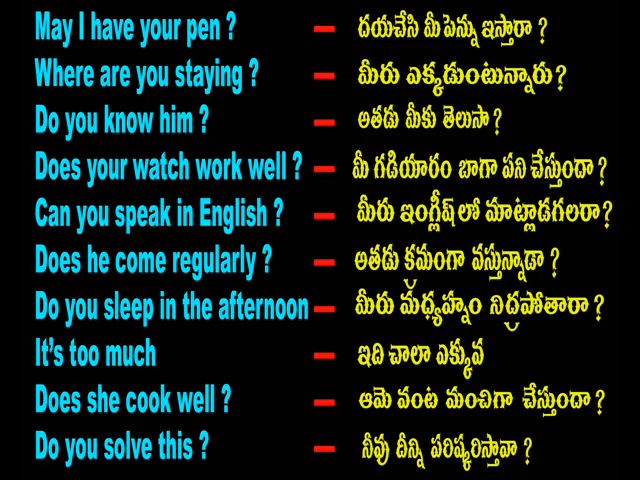 May I have your pen ? – దయచేసి మీ పెన్ను ఇస్తారా ?
Where are you staying ? – మీరు ఎక్కడుంటున్నారు?
Do you know him ? – అతడు మీకు తెలుసా ?
Does your watch work well ? – మీ గడియారం బాగా పని చేస్తుందా ?
Can you speak in English ? – మీరు ఇంగ్లీష్ లో మాట్లాడగలరా?
Does he come regularly ? – అతడు క్రమంగా వస్తున్నాడా ?
Do you sleep in the afternoon – మీరు మధ్యహ్నం నిద్రపోతారా ?
It's too much – ఇది చాలా ఎక్కువ
Does she cook well ? – ఆమె వంట మంచిగా చేస్తుందా ?
Do you solve this ? – నీవు దీన్ని పరిష్కరిస్తావా ?